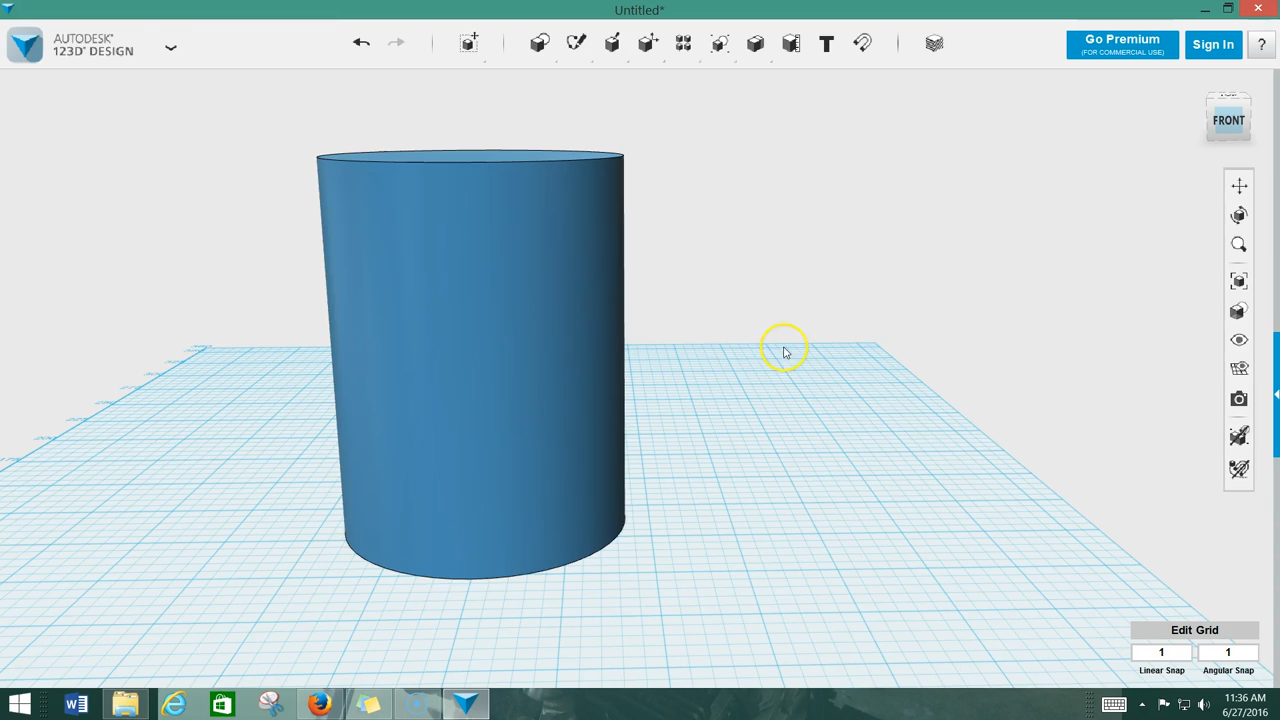 Untitled*
AUTODESK
123D® DESIGN
T
Go Premium
(FOR COMMERCIAL USE)
Sign In
?
TOP
FRONT
Edit Grid
1
1
Linear Snap
Angular Snap
11:36 AM
6/27/2016